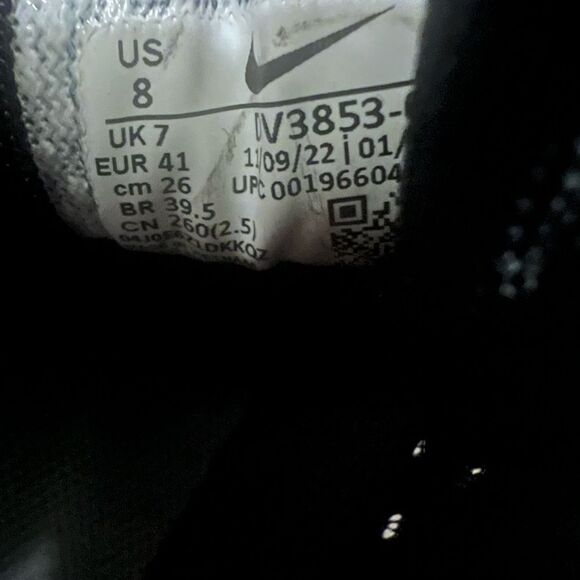 US
8
UK 7
EUR 41
cm 26
BR 39.5
CN 260(2.5)
DV3853-
11/09/22 | 01/
UPC 00196604